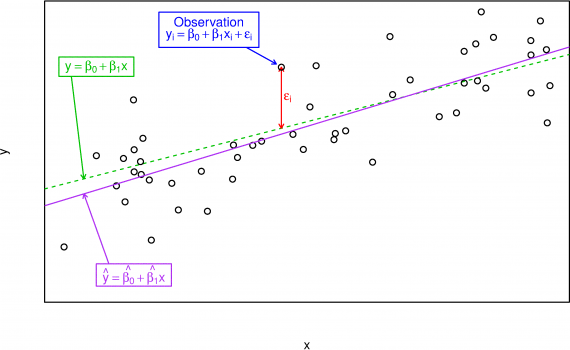 Observation
yᵢ = β₀ + β₁xᵢ + εᵢ
y = β₀ + β₁x
εᵢ
ŷ = β̂₀ + β̂₁x
y
x